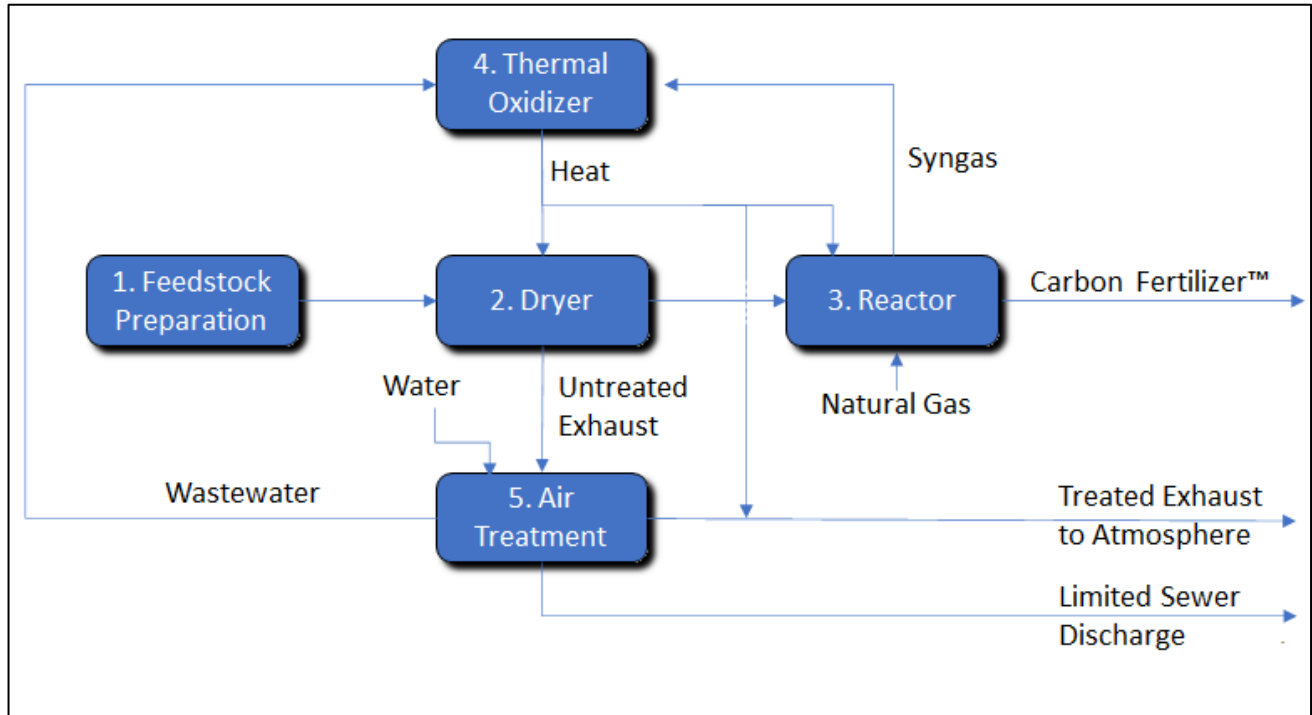 4. Thermal
Oxidizer
Heat
Syngas
1. Feedstock
Preparation
2. Dryer
3. Reactor
Carbon Fertilizer™
Water
Untreated
Exhaust
Natural Gas
Wastewater
5. Air
Treatment
Treated Exhaust
to Atmosphere
Limited Sewer
Discharge